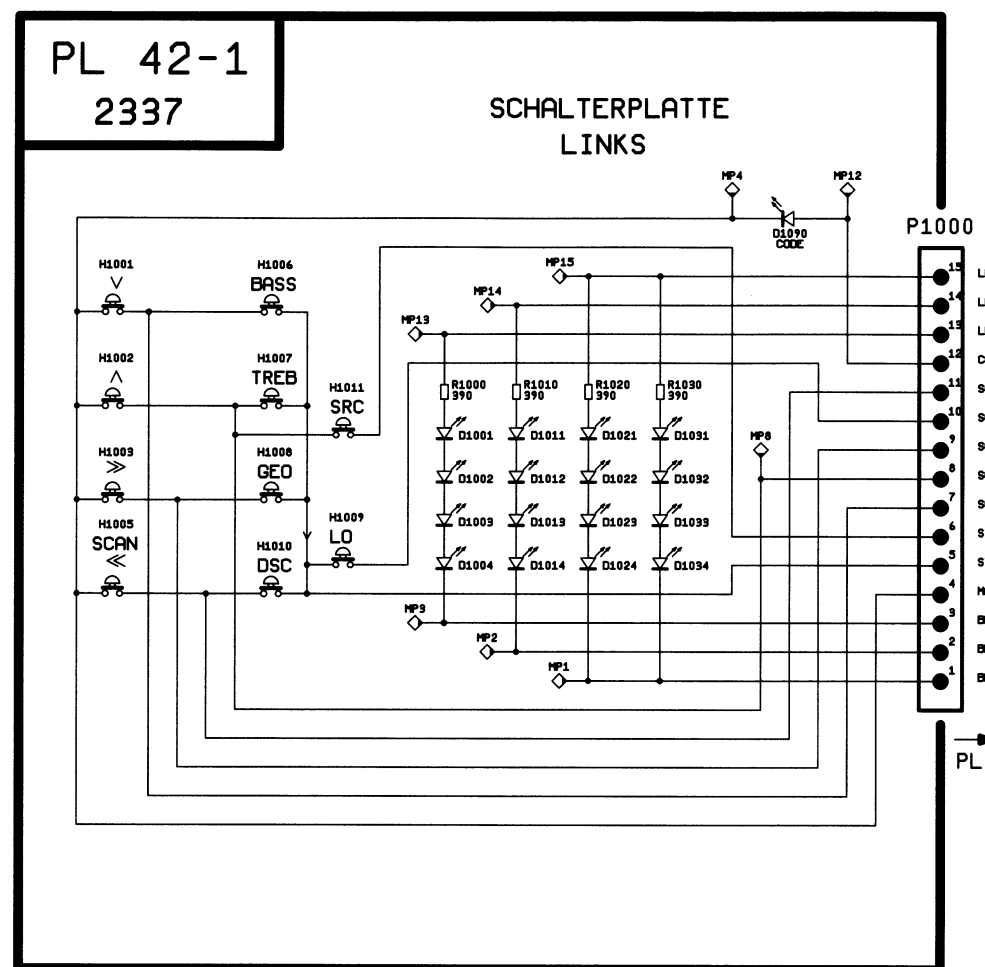 PL 42-1
2337
SCHALTERPLATTE
LINKS
MP4
MP12
D1090
CODE
P1000
H1001
∨
H1006
BASS
MP15
15
MP14
14
MP13
13
12
H1002
∧
H1007
TREB
H1011
SRC
R1000
390
R1010
390
R1020
390
R1030
390
11
10
D1001
D1011
D1021
D1031
MP8
9
H1003
≫
H1008
GEO
D1002
D1012
D1022
D1032
8
7
H1005
SCAN
≪
H1009
LO
D1003
D1013
D1023
D1033
6
H1010
DSC
D1004
D1014
D1024
D1034
5
4
MP3
3
MP2
2
MP1
1
PL